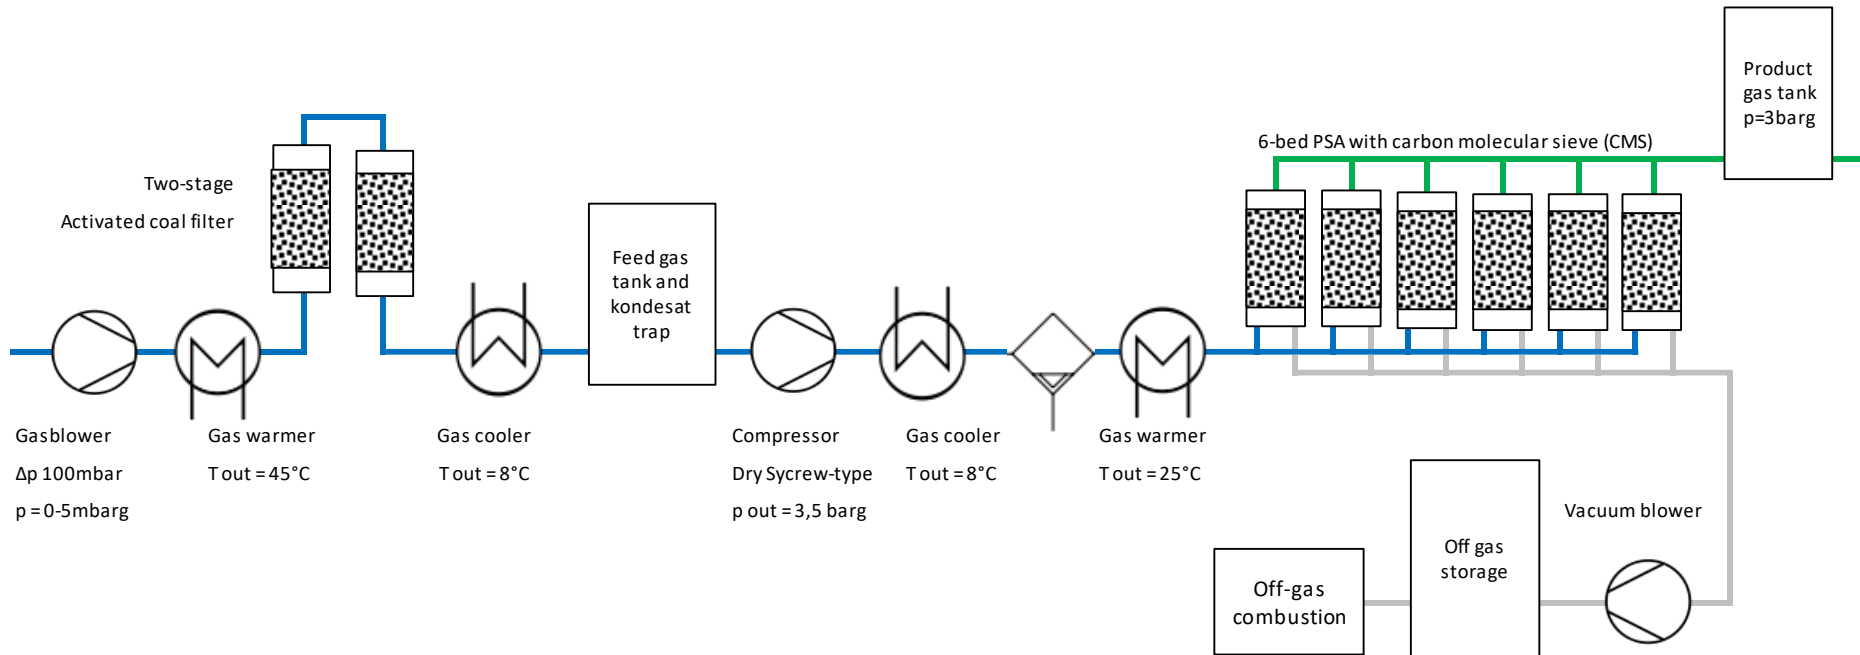 Product
gas tank
p=3barg
6-bed PSA with carbon molecular sieve (CMS)
Two-stage
Activated coal filter
Feed gas
tank and
kondesat
trap
Gasblower
Δp 100mbar
p = 0-5mbarg
Gas warmer
T out = 45°C
Gas cooler
T out = 8°C
Compressor
Dry Sycrew-type
p out = 3,5 barg
Gas cooler
T out = 8°C
Gas warmer
T out = 25°C
Vacuum blower
Off gas
storage
Off-gas
combustion